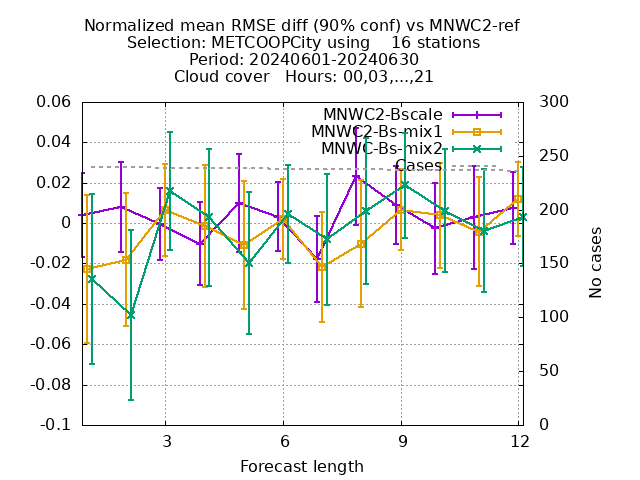 Normalized mean RMSE diff (90% conf) vs MNWC2-ref
Selection: METCOOPCity using    16 stations
Period: 20240601-20240630
Cloud cover   Hours: 00,03,...,21
MNWC2-Bscale
MNWC2-Bs-mix1
MNWC-Bs-mix2
Cases
0.06
0.04
0.02
0
-0.02
-0.04
-0.06
-0.08
-0.1
300
250
200
150
100
50
0
No cases
3
6
9
12
Forecast length